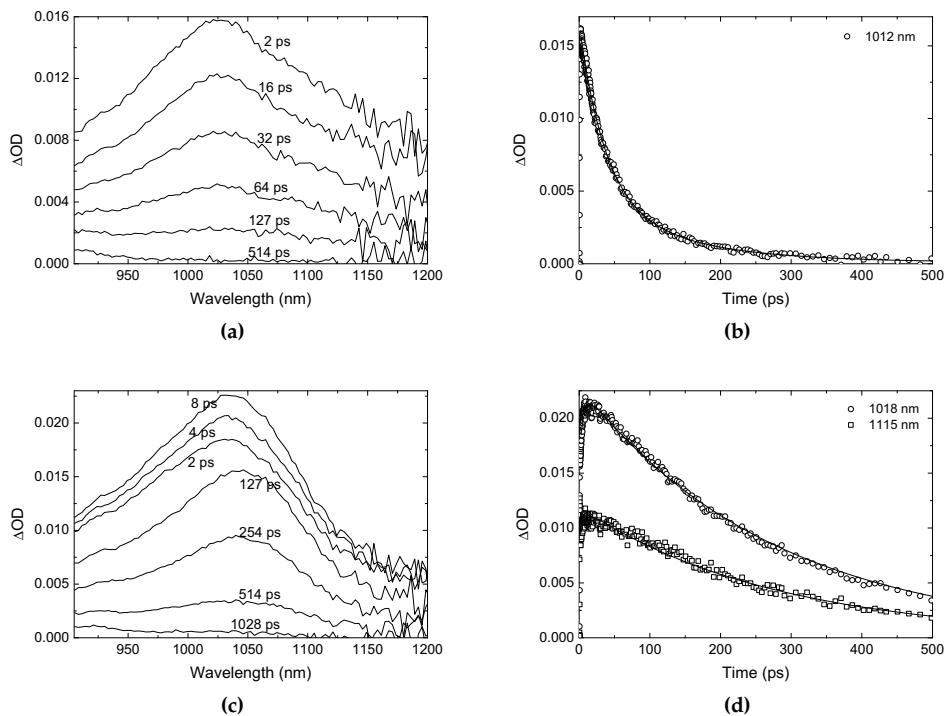 0.016
0.012
0.008
0.004
0.000
ΔOD
2 ps
16 ps
32 ps
64 ps
127 ps
514 ps
950 1000 1050 1100 1150 1200
Wavelength (nm)
(a)
0.015
0.010
0.005
0.000
ΔOD
1012 nm
0 100 200 300 400 500
Time (ps)
(b)
0.020
0.015
0.010
0.005
0.000
ΔOD
8 ps
4 ps
2 ps
127 ps
254 ps
514 ps
1028 ps
950 1000 1050 1100 1150 1200
Wavelength (nm)
(c)
0.020
0.015
0.010
0.005
0.000
ΔOD
1018 nm
1115 nm
0 100 200 300 400 500
Time (ps)
(d)